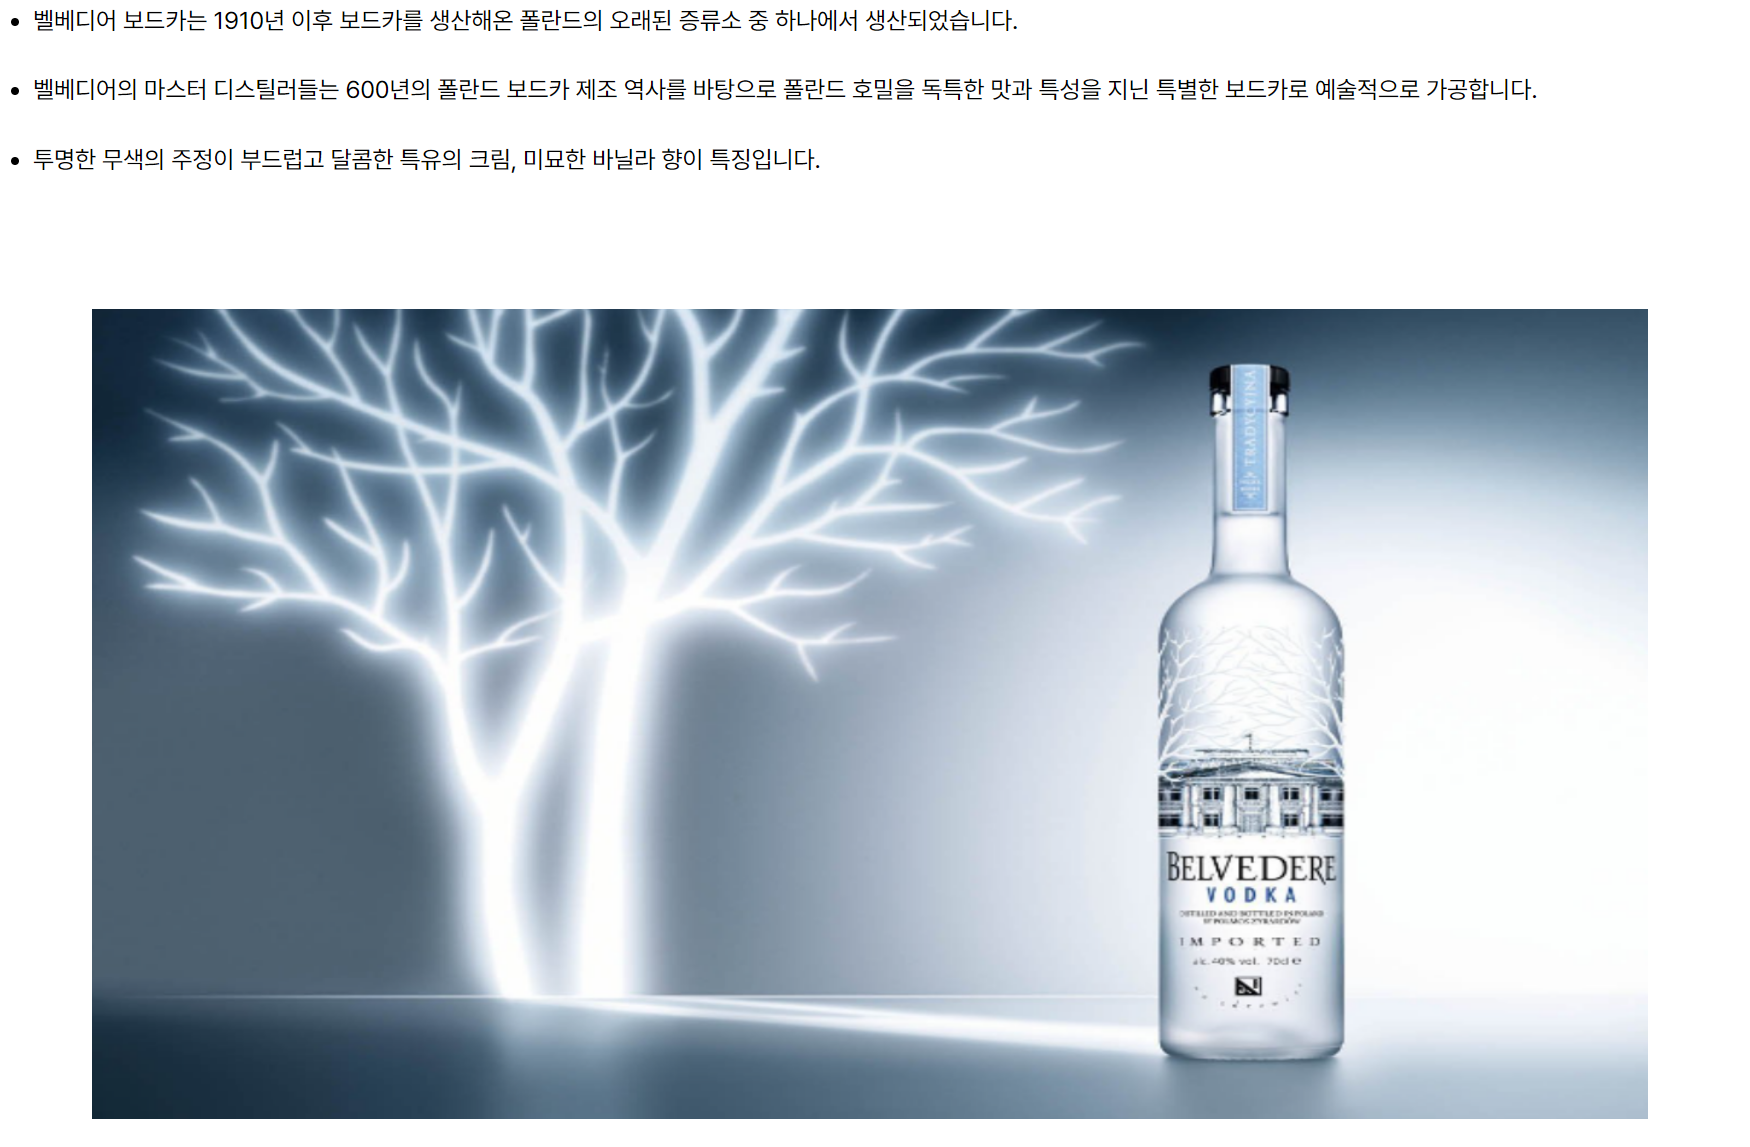 벨베디어 보드카는 1910년 이후 보드카를 생산해온 폴란드의 오래된 증류소 중 하나에서 생산되었습니다.
벨베디어의 마스터 디스틸러들는 600년의 폴란드 보드카 제조 역사를 바탕으로 폴란드 호밀을 독특한 맛과 특성을 지닌 특별한 보드카로 예술적으로 가공합니다.
투명한 무색의 주정이 부드럽고 달콤한 특유의 크림, 미묘한 바닐라 향이 특징입니다.
TRADYCYJNA
BELVEDERE
VODKA
DISTILLED AND BOTTLED IN POLAND
BY POLMOS ZYRARDÓW
IMPORTED
alc. 40% vol. 70cl e